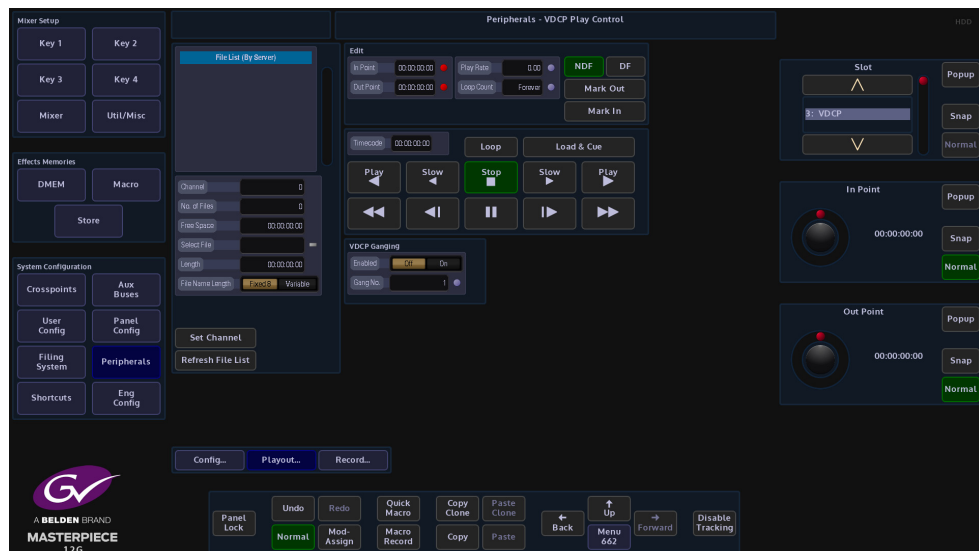 Mixer Setup
Key 1
Key 2
Key 3
Key 4
Mixer
Util/Misc
Effects Memories
DMEM
Macro
Store
System Configuration
Crosspoints
Aux
Buses
User
Config
Panel
Config
Filing
System
Peripherals
Shortcuts
Eng
Config
GV
A BELDEN BRAND
MASTERPIECE
12G
Peripherals - VDCP Play Control
HDD
File List (By Server)
Channel 0
No. of Files 0
Free Space 00:00:00:00
Select File
Length 00:00:00:00
File Name Length Fixed 8 Variable
Set Channel
Refresh File List
Edit
In Point 00:00:00:00 Play Rate 0.00 NDF DF
Out Point 00:00:00:00 Loop Count Forever Mark Out
Mark In
Timecode 00:00:00:00 Loop Load & Cue
Play Slow Stop Slow Play
VDCP Ganging
Enabled Off On
Gang No. 1
Slot
3: VDCP
Popup
Snap
Normal
In Point
00:00:00:00
Popup
Snap
Normal
Out Point
00:00:00:00
Popup
Snap
Normal
Config... Playout... Record...
Panel
Lock
Undo
Redo
Normal
Mod-
Assign
Quick
Macro
Macro
Record
Copy
Clone
Paste
Clone
Copy
Paste
Back
Up
Menu
662
Forward
Disable
Tracking